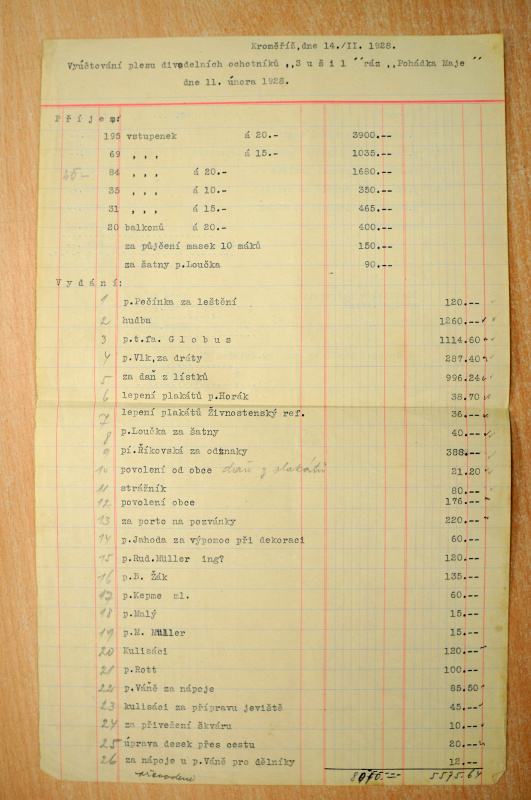 Kroměříž, dne 14./II. 1928.
Vyúčtování plesu divadelních ochotníků ,,Sušil" ráz ,,Pohádka Maje"
dne 11. února 1928.
Příjem:
195 vstupenek á 20.- 3900.--
69 ,,, á 15.- 1035.--
84 ,,, á 20.- 1680.--
35 ,,, á 10.- 350.--
31 ,,, á 15.- 465.--
20 balkonů á 20.- 400.--
za půjčení masek 10 máků 150.--
za šatny p.Loučka 90.--
Vydání:
1 p.Pečínka za leštění 120.--
2 hudba 1260.--
3 p.t.fa. Globus 1114.60
4 p.Vlk,za dráty 287.40
5 za daň z lístků 996.24
6 lepení plakátů p.Horák 38.70
7 lepení plakátů Živnostenský ref. 36.--
8 p.Loučka za šatny 40.--
9 pí.Říkovská za odznaky 388.--
10 povolení od obce daň z plakátů 21.20
11 strážník 80.--
12 povolení obce 176.--
13 za porto na pozvánky 220.--
14 p.Jahoda za výpomoc při dekoraci 60.--
15 p.Rud.Müller ing? 120.--
16 p.B. Žák 135.--
17 p.Kepme ml. 60.--
18 p.Malý 15.--
19 p.M. Müller 15.--
20 Kulisáci 120.--
21 p.Rott 100.--
22 p.Váně za nápoje 85.50
23 kulisáci za přípravu jeviště 45.--
24 za přivežení škváru 10.--
25 úprava desek přes cestu 20.--
26 za nápoje u p.Váně pro dělníky 12.--
8070.-- 5575.64